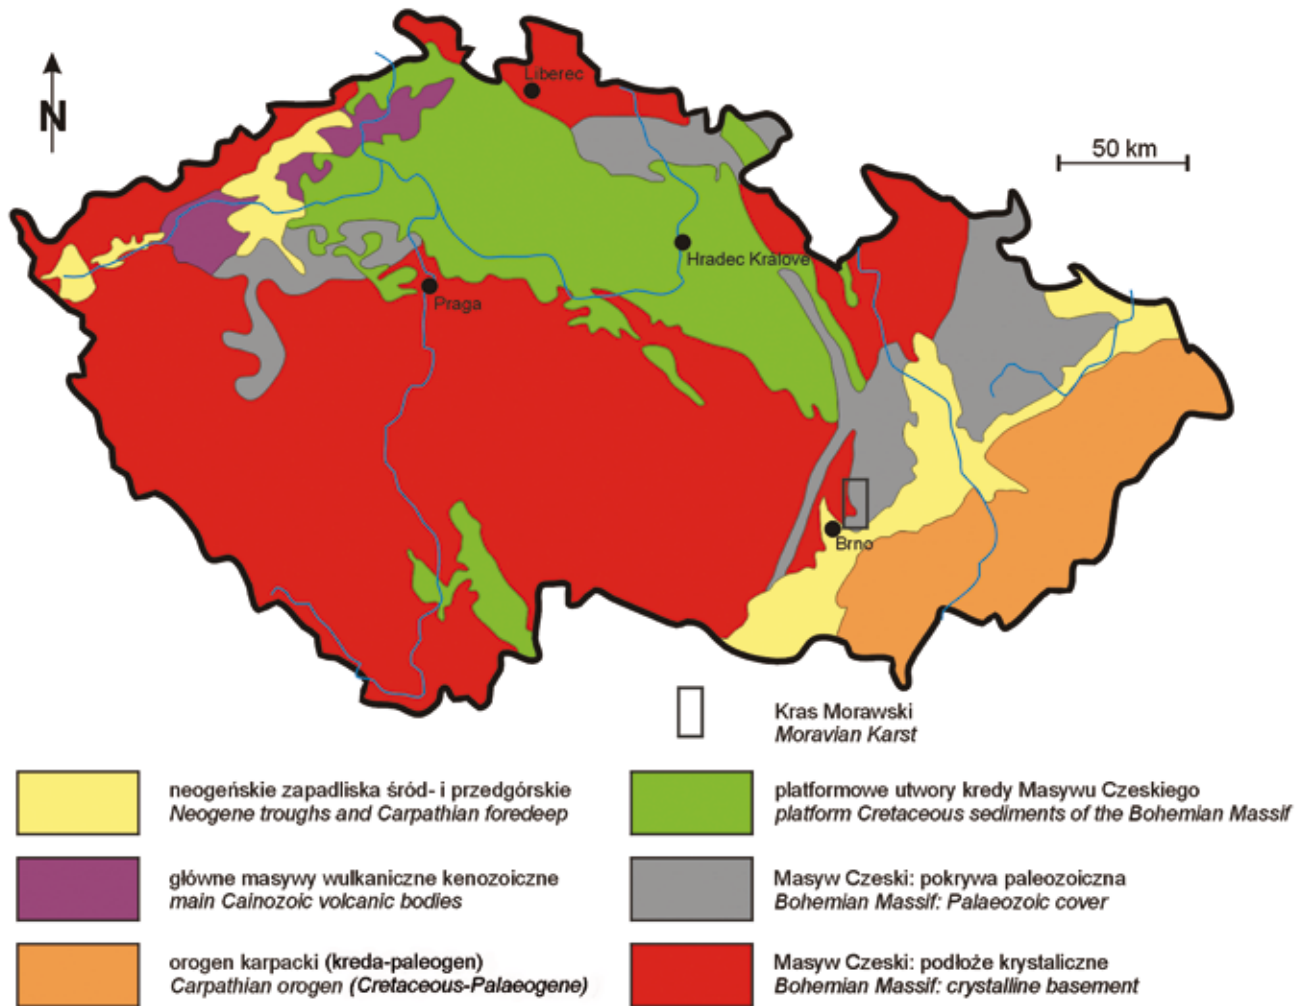 Liberec
N
50 km
Hradec Kralove
Praga
Brno
Kras Morawski
Moravian Karst
neogeńskie zapadliska śród- i przedgórskie
Neogene troughs and Carpathian foredeep
platformowe utwory kredy Masywu Czeskiego
platform Cretaceous sediments of the Bohemian Massif
główne masywy wulkaniczne kenozoiczne
main Cainozoic volcanic bodies
Masyw Czeski: pokrywa paleozoiczna
Bohemian Massif: Palaeozoic cover
orogen karpacki (kreda-paleogen)
Carpathian orogen (Cretaceous-Palaeogene)
Masyw Czeski: podłoże krystaliczne
Bohemian Massif: crystalline basement